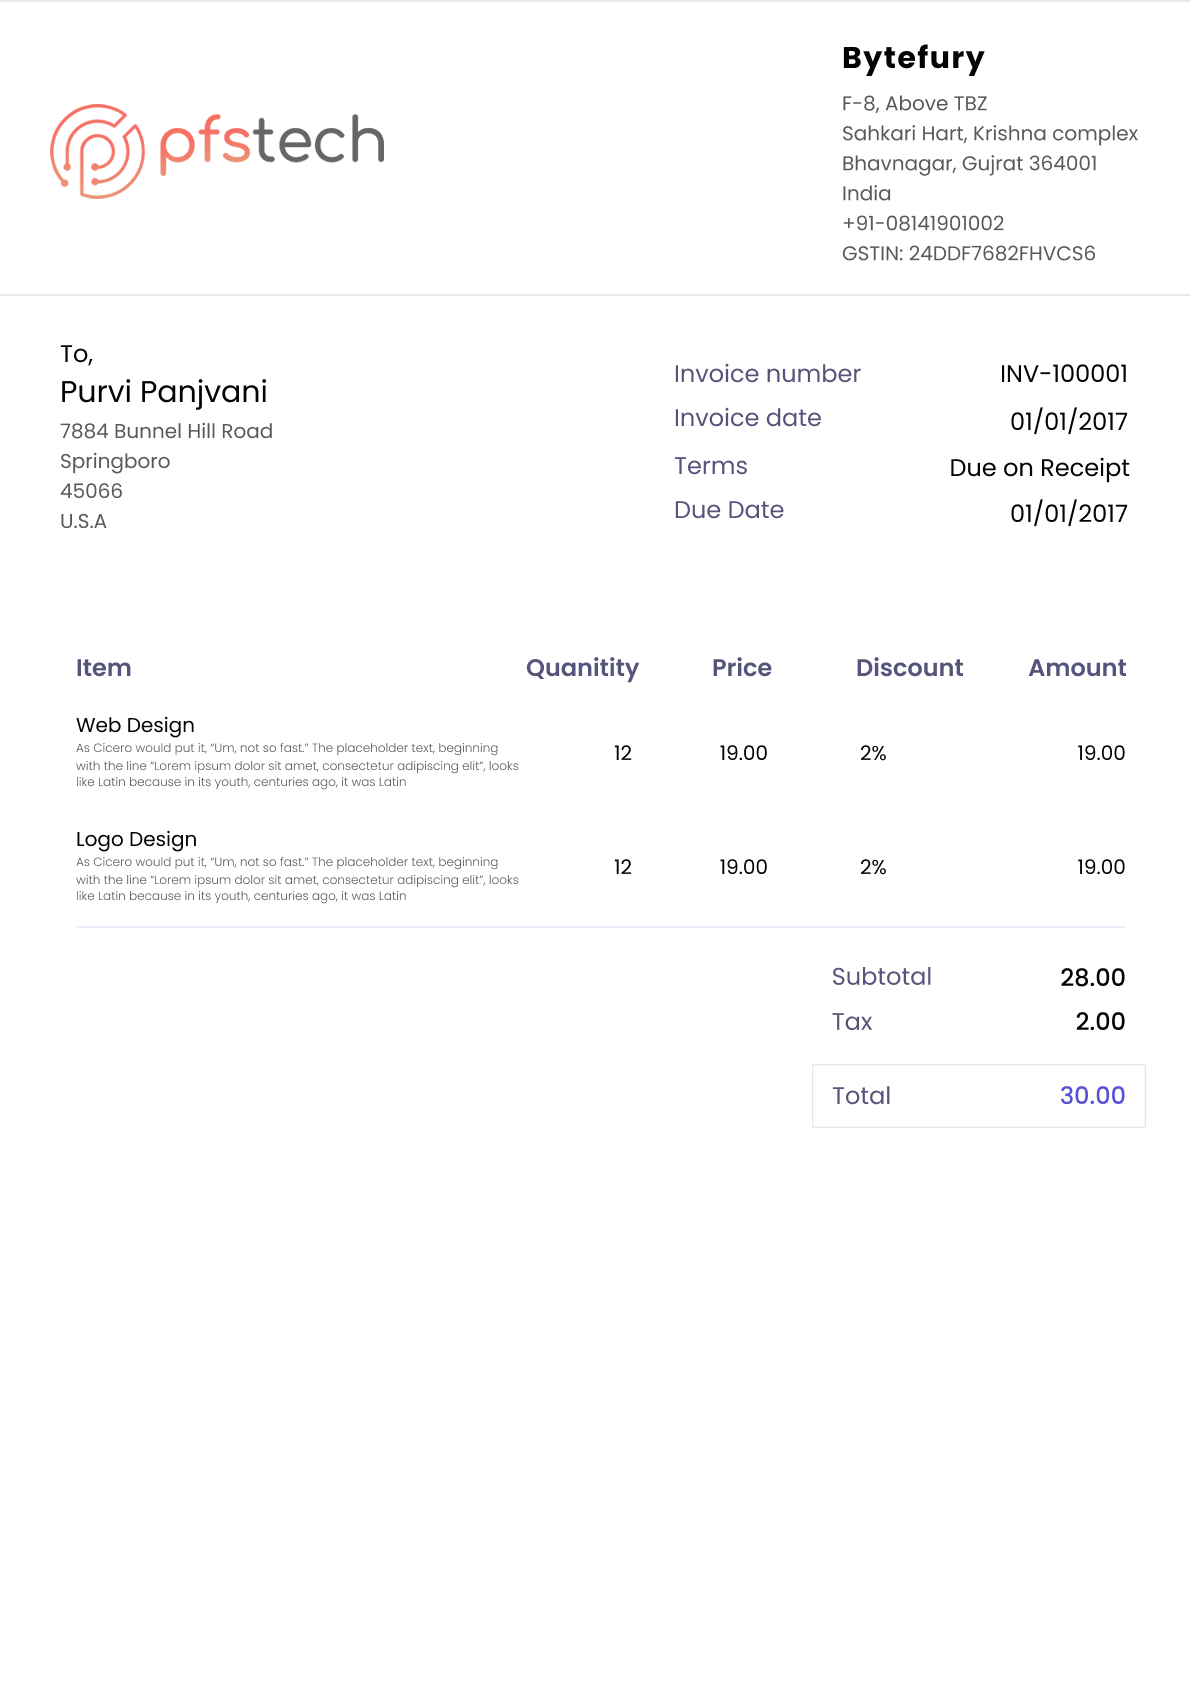 pfstech
Bytefury
F-8, Above TBZ
Sahkari Hart, Krishna complex
Bhavnagar, Gujrat 364001
India
+91-08141901002
GSTIN: 24DDF7682FHVCS6
To,
Purvi Panjvani
7884 Bunnel Hill Road
Springboro
45066
U.S.A
Invoice number INV-100001
Invoice date 01/01/2017
Terms Due on Receipt
Due Date 01/01/2017
Item Quanitity Price Discount Amount
Web Design
As Cicero would put it, “Um, not so fast.” The placeholder text, beginning
with the line “Lorem ipsum dolor sit amet, consectetur adipiscing elit”, looks
like Latin because in its youth, centuries ago, it was Latin
12 19.00 2% 19.00
Logo Design
As Cicero would put it, “Um, not so fast.” The placeholder text, beginning
with the line “Lorem ipsum dolor sit amet, consectetur adipiscing elit”, looks
like Latin because in its youth, centuries ago, it was Latin
12 19.00 2% 19.00
Subtotal 28.00
Tax 2.00
Total 30.00